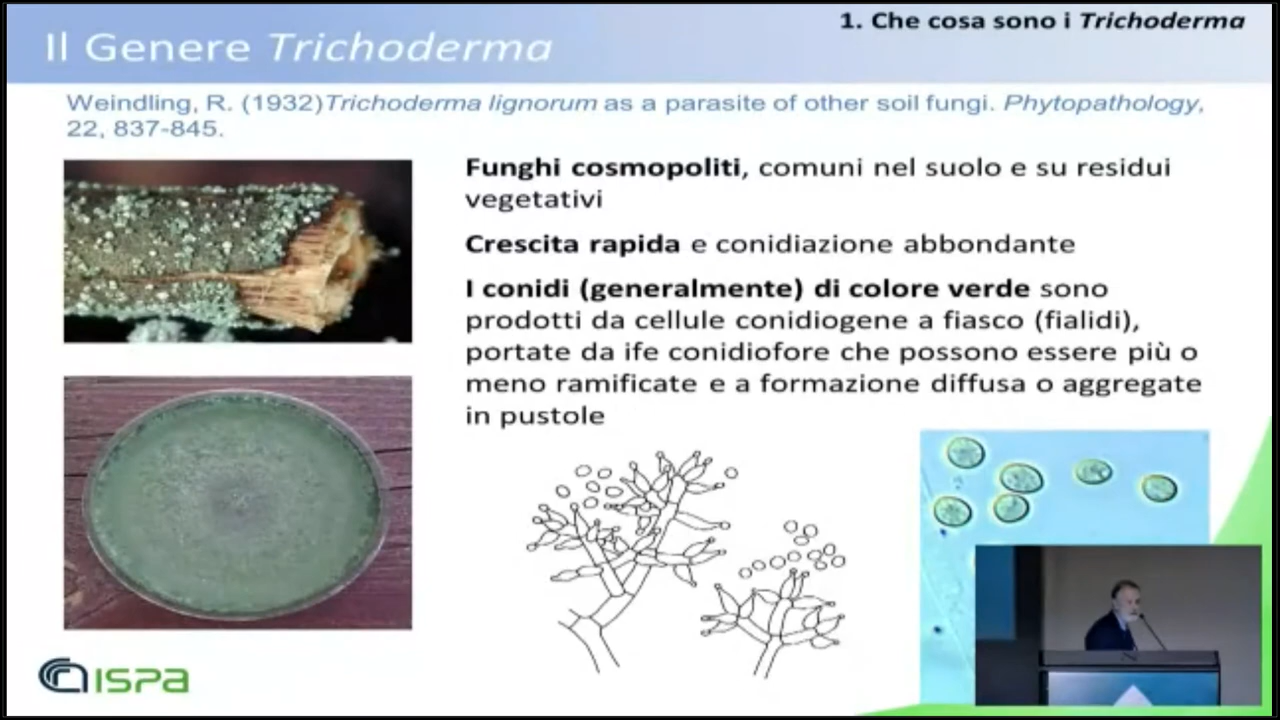 1. Che cosa sono i Trichoderma
Il Genere Trichoderma
Weindling, R. (1932)Trichoderma lignorum as a parasite of other soil fungi. Phytopathology,
22, 837-845.
Funghi cosmopoliti, comuni nel suolo e su residui
vegetativi
Crescita rapida e conidiazione abbondante
I conidi (generalmente) di colore verde sono
prodotti da cellule conidiogene a fiasco (fialidi),
portate da ife conidiofore che possono essere più o
meno ramificate e a formazione diffusa o aggregate
in pustole
ISPA